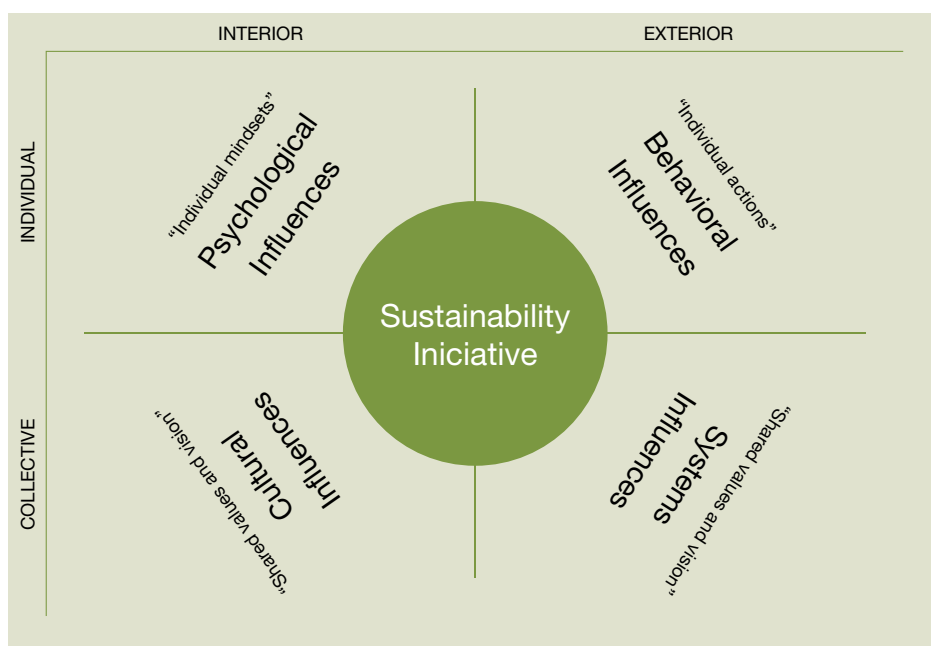 INTERIOR
EXTERIOR
INDIVIDUAL
“Individual mindsets”
Psychological
Influences
“Individual actions”
Behavioral
Influences
Sustainability
Iniciative
COLLECTIVE
Influences
Cultural
“Shared values and vision”
Influences
Systems
“Shared values and vision”